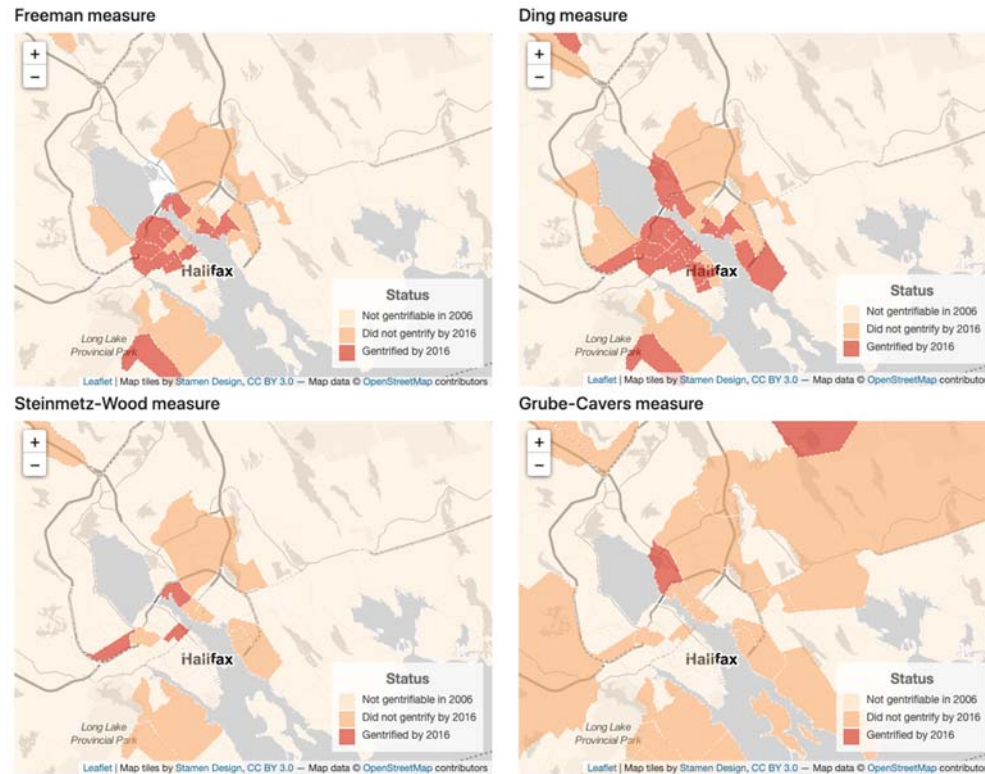 Freeman measure
+
−
Halifax
Long Lake
Provincial Park
Status
Not gentrifiable in 2006
Did not gentrify by 2016
Gentrified by 2016
Leaflet | Map tiles by Stamen Design, CC BY 3.0 — Map data © OpenStreetMap contributors
Ding measure
+
−
Halifax
Long Lake
Provincial Park
Status
Not gentrifiable in 2006
Did not gentrify by 2016
Gentrified by 2016
Leaflet | Map tiles by Stamen Design, CC BY 3.0 — Map data © OpenStreetMap contributors
Steinmetz-Wood measure
+
−
Halifax
Long Lake
Provincial Park
Status
Not gentrifiable in 2006
Did not gentrify by 2016
Gentrified by 2016
Leaflet | Map tiles by Stamen Design, CC BY 3.0 — Map data © OpenStreetMap contributors
Grube-Cavers measure
+
−
Halifax
Long Lake
Provincial Park
Status
Not gentrifiable in 2006
Did not gentrify by 2016
Gentrified by 2016
Leaflet | Map tiles by Stamen Design, CC BY 3.0 — Map data © OpenStreetMap contributors